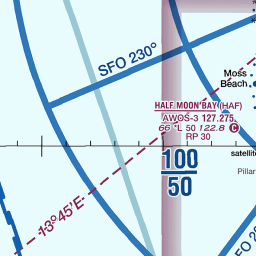 SFO 230°
Moss
Beach
HALF MOON BAY (HAF)
AWOS-3 127.275
66 *L 50 122.8 C
RP 30
satellite
100
50
Pillar
13°45'E
SFO 2